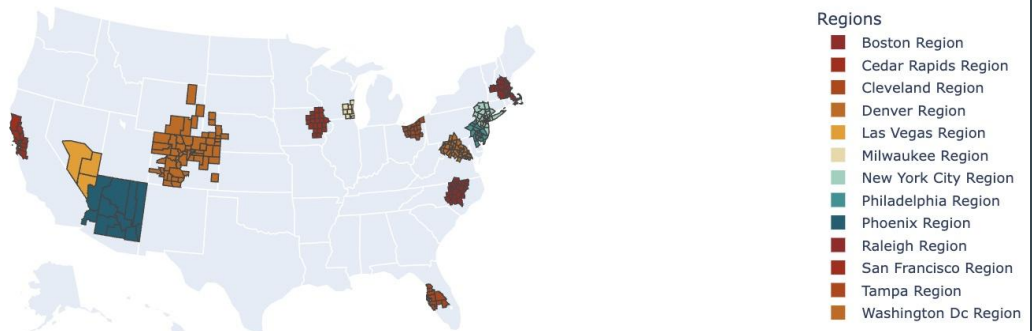 Regions
Boston Region
Cedar Rapids Region
Cleveland Region
Denver Region
Las Vegas Region
Milwaukee Region
New York City Region
Philadelphia Region
Phoenix Region
Raleigh Region
San Francisco Region
Tampa Region
Washington Dc Region